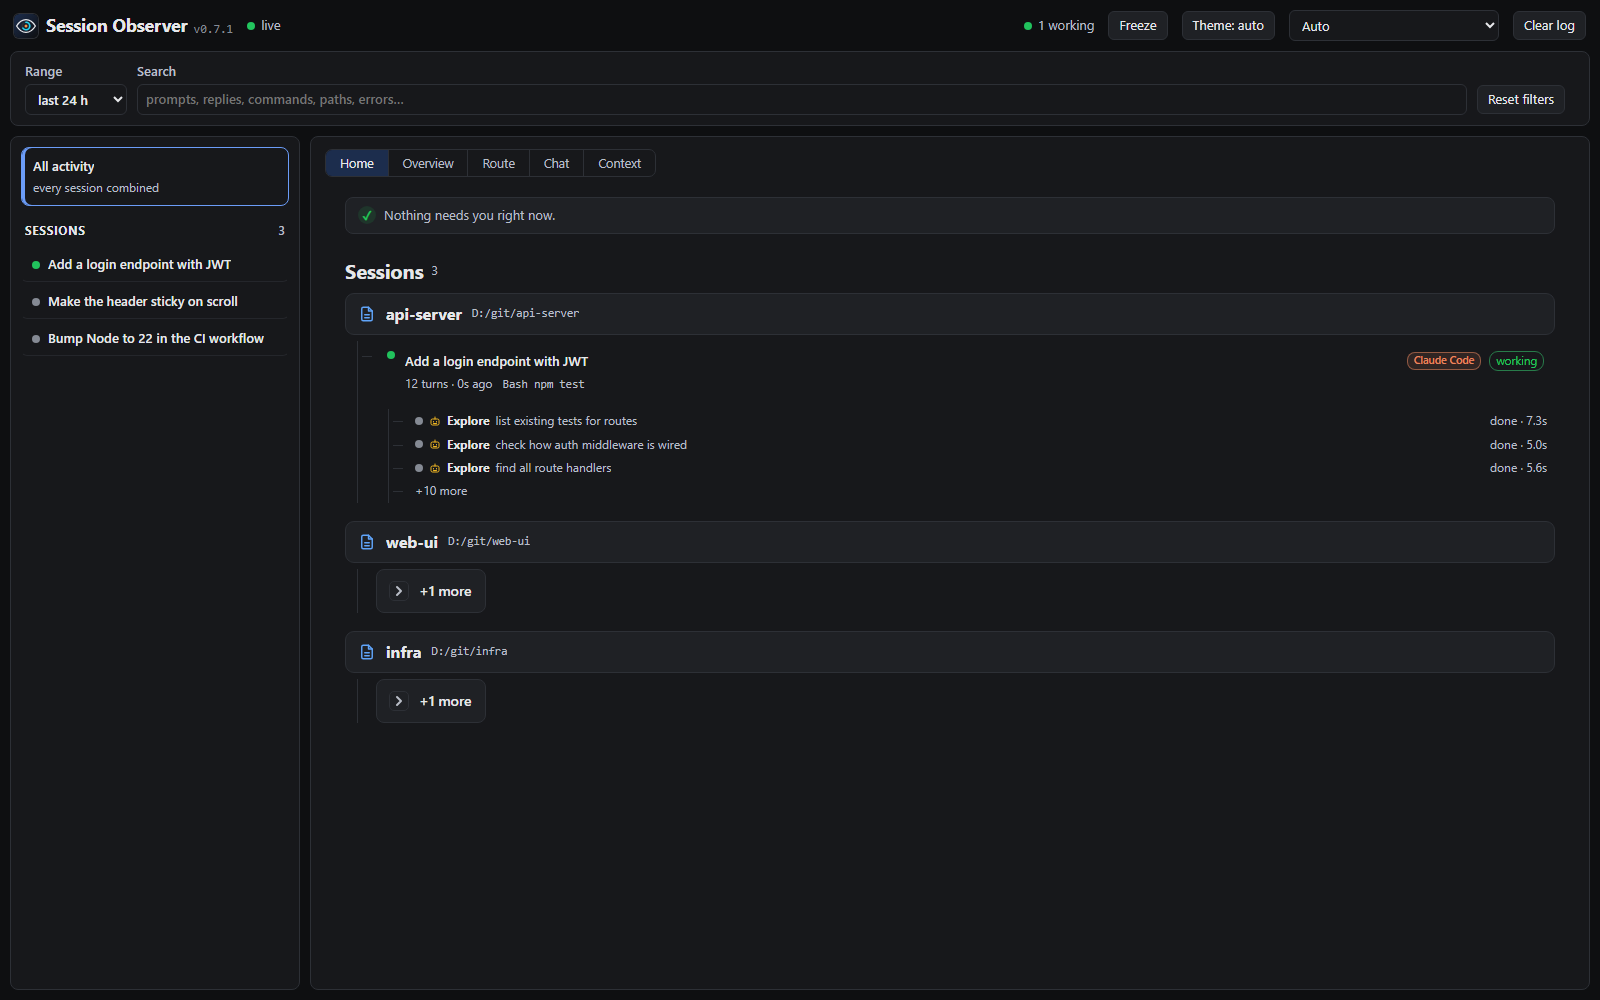 Session Observer v0.7.1 live 1 working Freeze Theme: auto Auto Clear log
Range Search
last 24 h prompts, replies, commands, paths, errors... Reset filters
All activity
every session combined
SESSIONS 3
Add a login endpoint with JWT
Make the header sticky on scroll
Bump Node to 22 in the CI workflow
Home Overview Route Chat Context
Nothing needs you right now.
Sessions 3
api-server D:/git/api-server
Add a login endpoint with JWT Claude Code working
12 turns · 0s ago Bash npm test
Explore list existing tests for routes done · 7.3s
Explore check how auth middleware is wired done · 5.0s
Explore find all route handlers done · 5.6s
+10 more
web-ui D:/git/web-ui
+1 more
infra D:/git/infra
+1 more